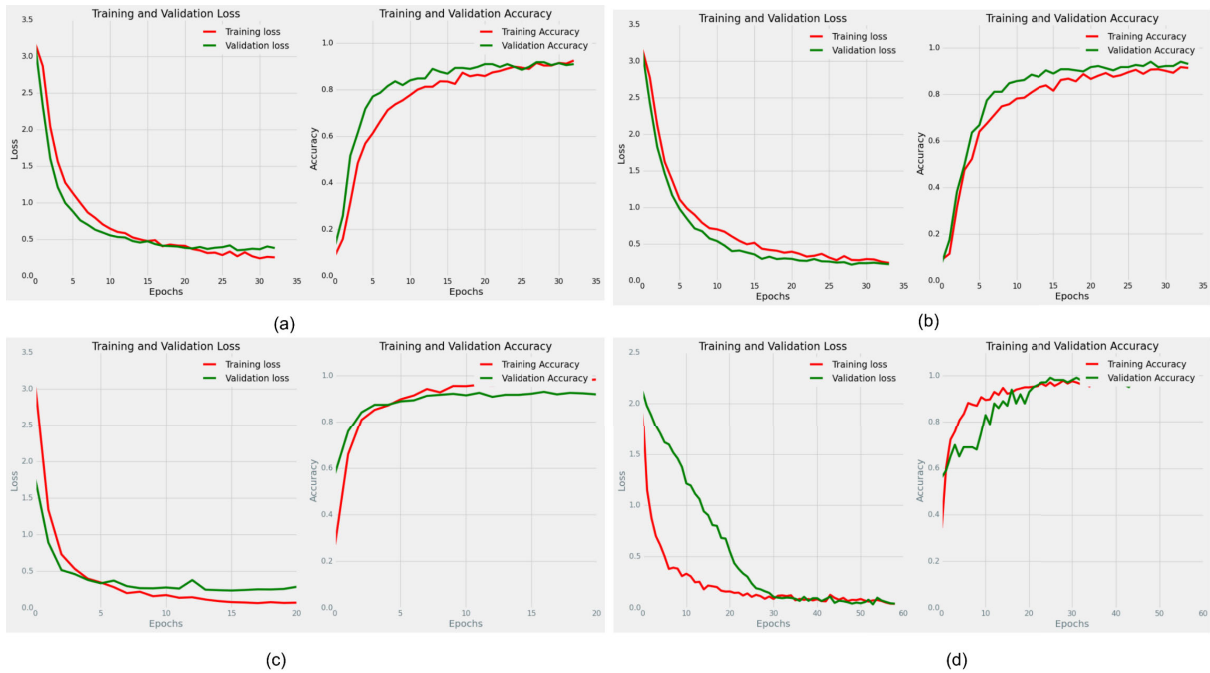 Training and Validation Loss
3.5
3.0
2.5
2.0
1.5
1.0
0.5
0.0
Loss
Training loss
Validation loss
0 5 10 15 20 25 30 35
Epochs
Training and Validation Accuracy
1.0
0.8
0.6
0.4
0.2
0.0
Accuracy
Training Accuracy
Validation Accuracy
0 5 10 15 20 25 30 35
Epochs
(a)
Training and Validation Loss
3.5
3.0
2.5
2.0
1.5
1.0
0.5
0.0
Loss
Training loss
Validation loss
0 5 10 15 20 25 30 35
Epochs
Training and Validation Accuracy
1.0
0.8
0.6
0.4
0.2
0.0
Accuracy
Training Accuracy
Validation Accuracy
0 5 10 15 20 25 30 35
Epochs
(b)
Training and Validation Loss
3.5
3.0
2.5
2.0
1.5
1.0
0.5
0.0
Loss
Training loss
Validation loss
0 5 10 15 20
Epochs
Training and Validation Accuracy
1.0
0.8
0.6
0.4
0.2
0.0
Accuracy
Training Accuracy
Validation Accuracy
0 5 10 15 20
Epochs
(c)
Training and Validation Loss
2.5
2.0
1.5
1.0
0.5
0.0
Loss
Training loss
Validation loss
0 10 20 30 40 50 60
Epochs
Training and Validation Accuracy
1.0
0.8
0.6
0.4
0.2
0.0
Accuracy
Training Accuracy
Validation Accuracy
0 10 20 30 40 50 60
Epochs
(d)